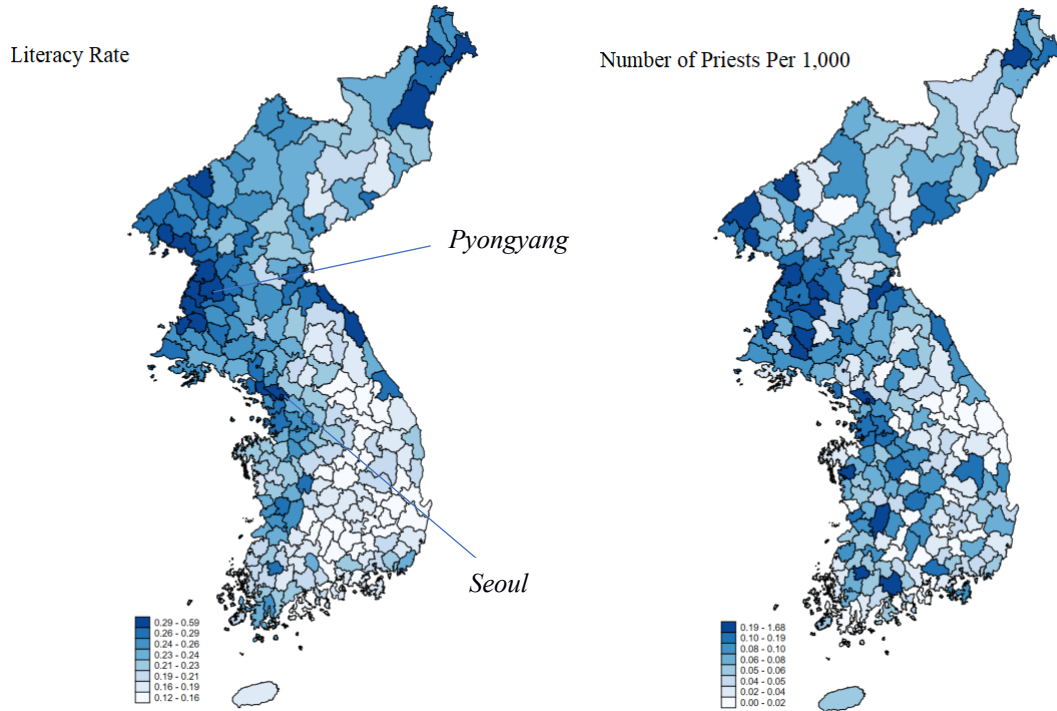 Literacy Rate
Number of Priests Per 1,000
Pyongyang
Seoul
0.29 - 0.59
0.26 - 0.29
0.24 - 0.26
0.23 - 0.24
0.21 - 0.23
0.19 - 0.21
0.16 - 0.19
0.12 - 0.16
0.19 - 1.68
0.10 - 0.19
0.08 - 0.10
0.06 - 0.08
0.05 - 0.06
0.04 - 0.05
0.02 - 0.04
0.00 - 0.02